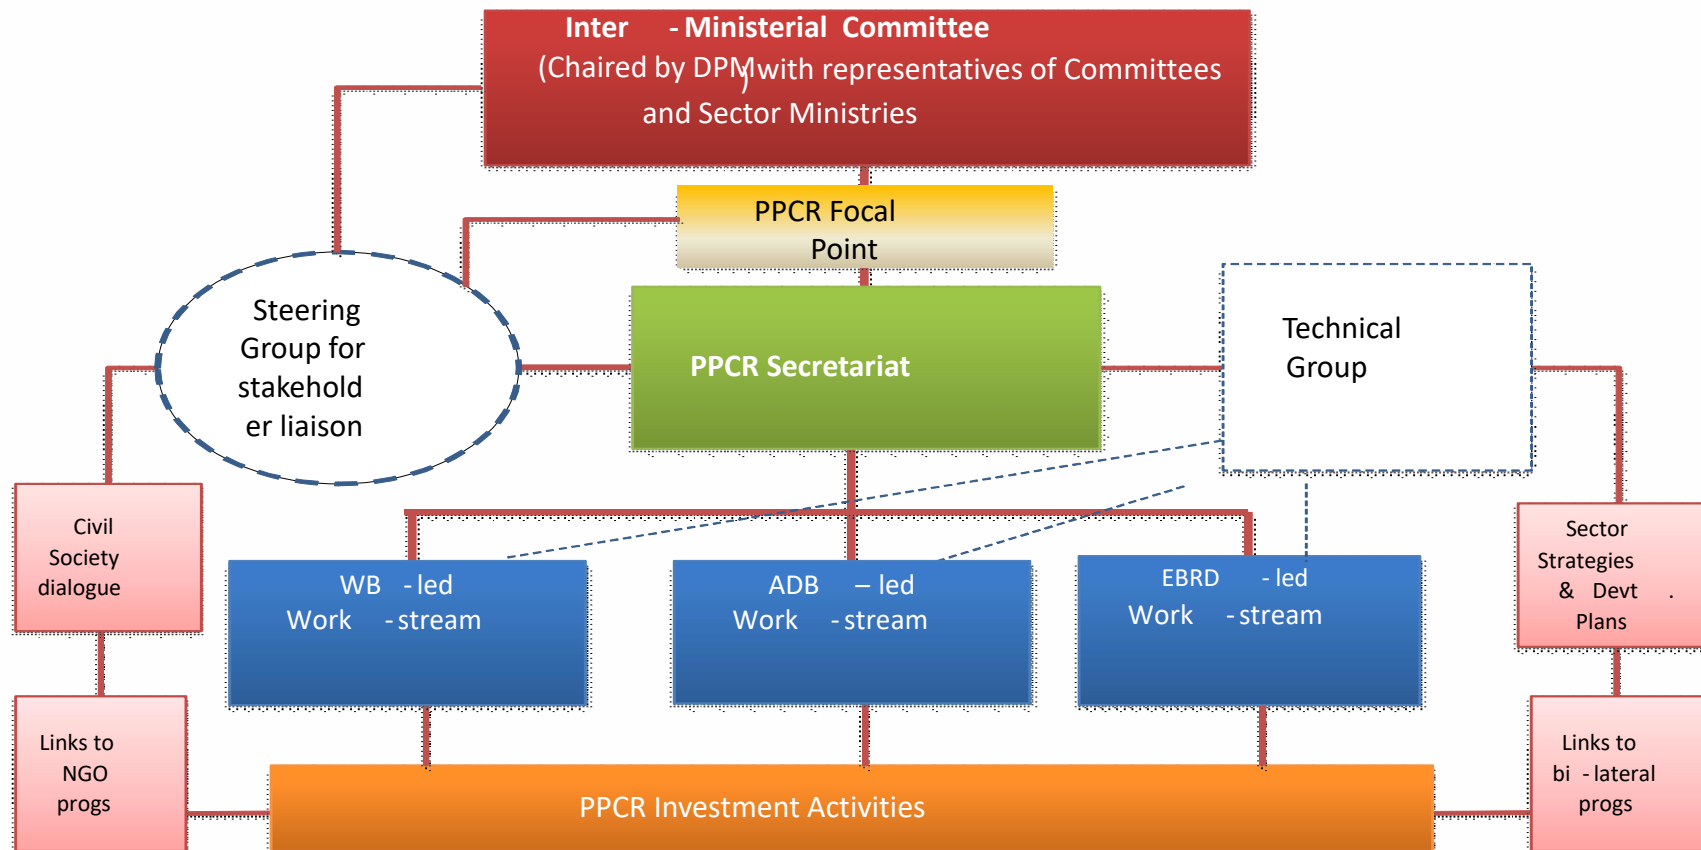 Inter - Ministerial Committee
(Chaired by DPM) with representatives of Committees
and Sector Ministries
PPCR Focal
Point
Steering
Group for
stakehold
er liaison
PPCR Secretariat
Technical
Group
Civil
Society
dialogue
WB - led
Work - stream
ADB – led
Work - stream
EBRD - led
Work - stream
Sector
Strategies
& Devt .
Plans
Links to
NGO
progs
PPCR Investment Activities
Links to
bi - lateral
progs